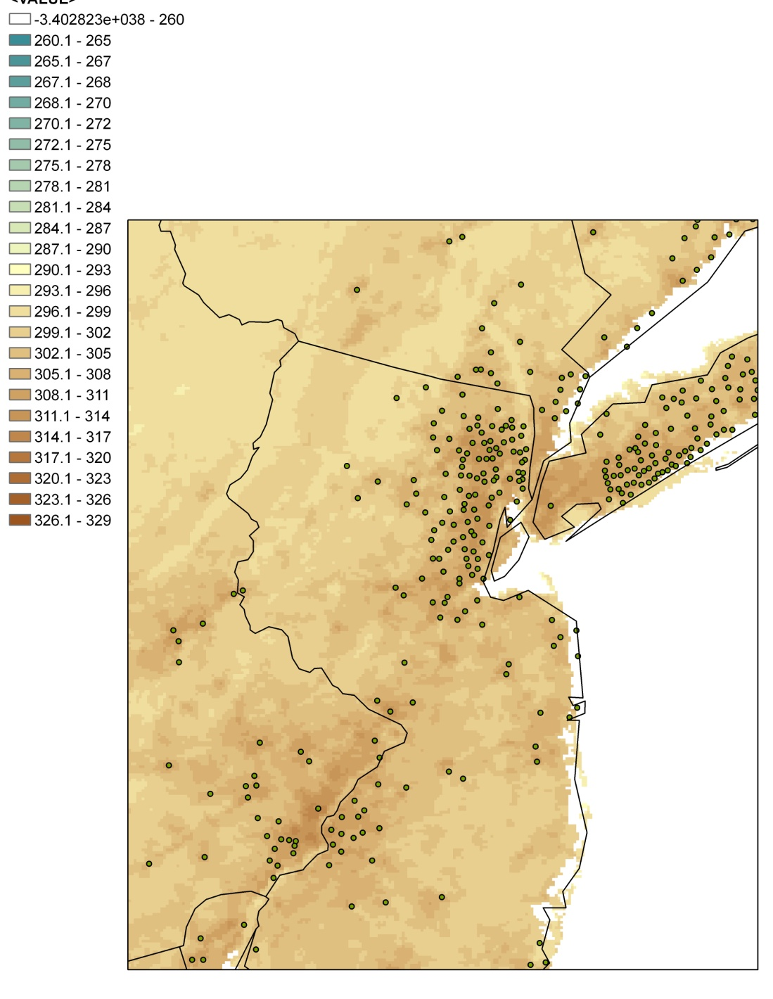 <VALUE>
-3.402823e+038 - 260
260.1 - 265
265.1 - 267
267.1 - 268
268.1 - 270
270.1 - 272
272.1 - 275
275.1 - 278
278.1 - 281
281.1 - 284
284.1 - 287
287.1 - 290
290.1 - 293
293.1 - 296
296.1 - 299
299.1 - 302
302.1 - 305
305.1 - 308
308.1 - 311
311.1 - 314
314.1 - 317
317.1 - 320
320.1 - 323
323.1 - 326
326.1 - 329